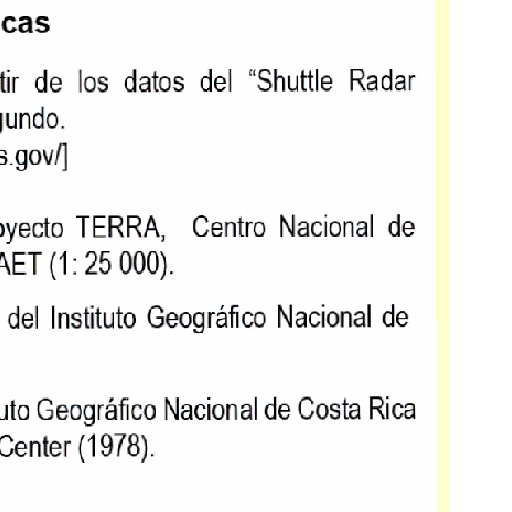 cas
tir de los datos del “Shuttle Radar
gundo.
s.gov/]
oyecto TERRA, Centro Nacional de
AET (1: 25 000).
del Instituto Geográfico Nacional de
uto Geográfico Nacional de Costa Rica
Center (1978).